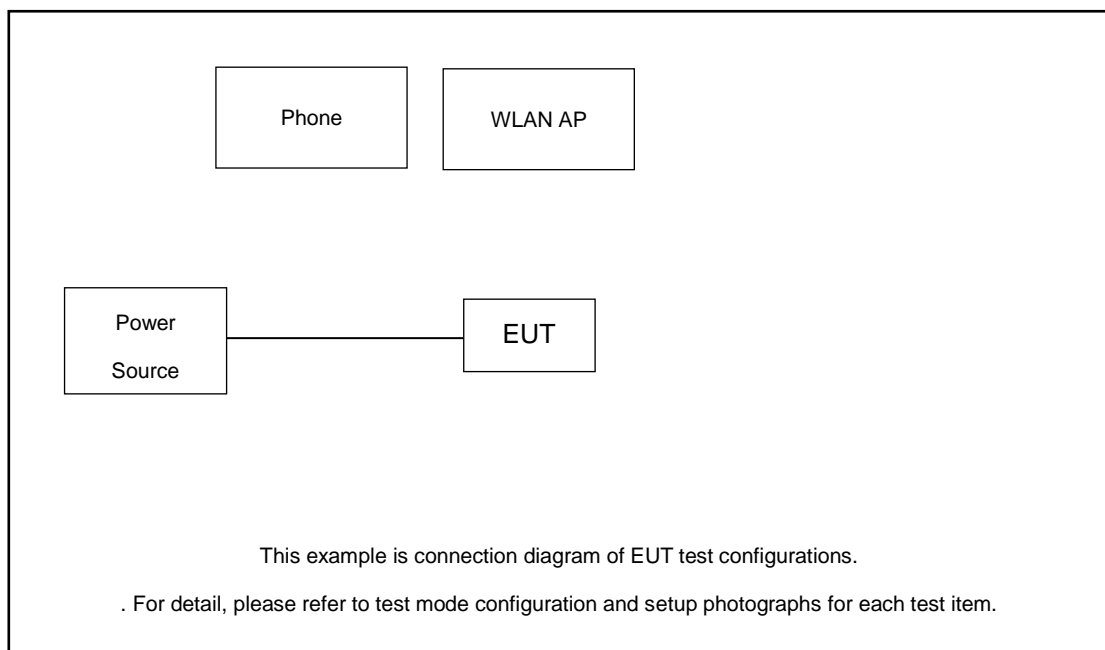 Phone
WLAN AP
Power
Source
EUT
This example is connection diagram of EUT test configurations.
. For detail, please refer to test mode configuration and setup photographs for each test item.